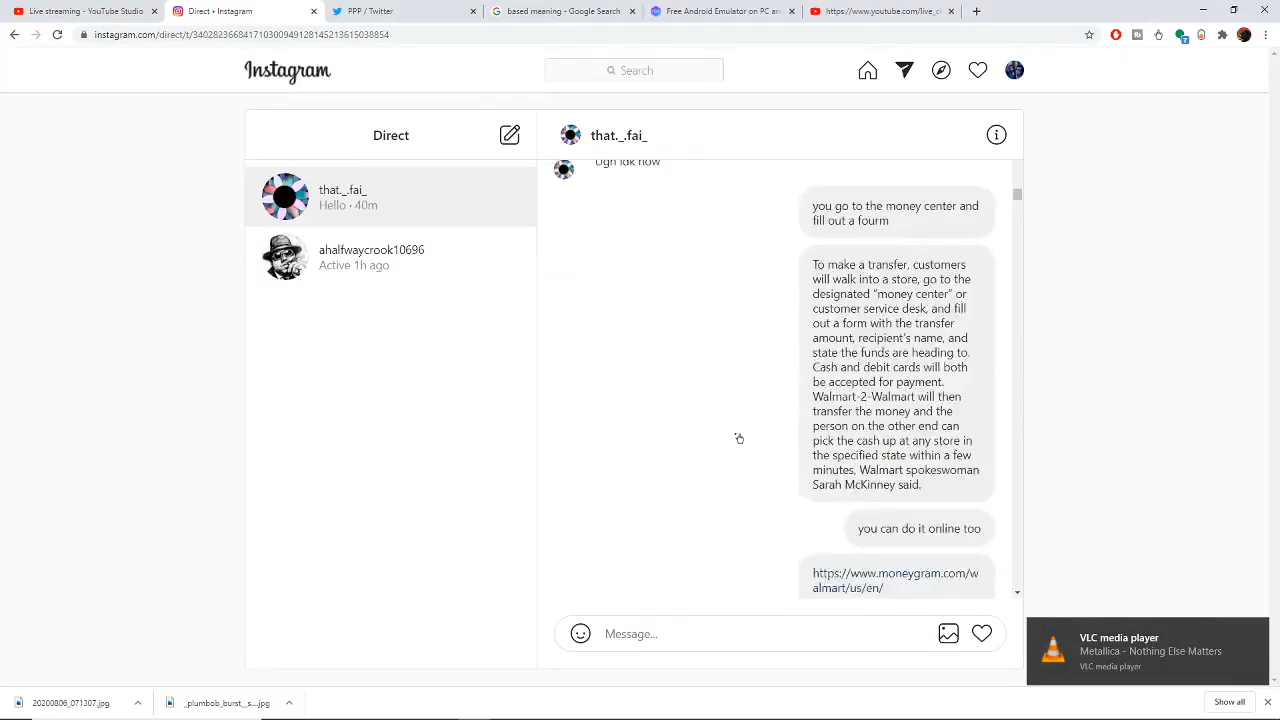 Live streaming - YouTube Studio
Direct • Instagram
PPP / Twitter
based meaning - Google Search
Free Android Emulator on PC and
https://www.youtube.com/live_cl
instagram.com/direct/t/340282366841710300949128145213615038854
Instagram
Search
Direct
that._.fai_
that._.fai_
Hello · 40m
ahalfwaycrook10696
Active 1h ago
Ugh idk how
you go to the money center and
fill out a fourm
To make a transfer, customers
will walk into a store, go to the
designated “money center” or
customer service desk, and fill
out a form with the transfer
amount, recipient's name, and
state the funds are heading to.
Cash and debit cards will both
be accepted for payment.
Walmart-2-Walmart will then
transfer the money and the
person on the other end can
pick the cash up at any store in
the specified state within a few
minutes, Walmart spokeswoman
Sarah McKinney said.
you can do it online too
https://www.moneygram.com/w
almart/us/en/
Message...
VLC media player
Metallica - Nothing Else Matters
VLC media player
20200806_071307.jpg
_plumbob_burst__s....jpg
Show all